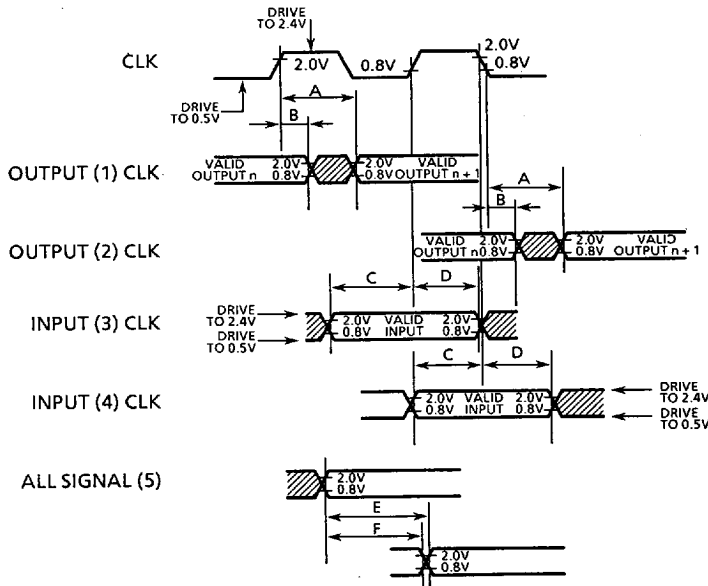 DRIVE
TO 2.4V
CLK
2.0V
0.8V
2.0V
0.8V
DRIVE
TO 0.5V
A
B
OUTPUT (1) CLK
VALID
OUTPUT n
2.0V
0.8V
2.0V
0.8V
VALID
OUTPUT n + 1
A
B
OUTPUT (2) CLK
VALID
OUTPUT n
2.0V
0.8V
2.0V
0.8V
VALID
OUTPUT n + 1
C
D
INPUT (3) CLK
DRIVE
TO 2.4V
DRIVE
TO 0.5V
2.0V
0.8V
VALID
INPUT
2.0V
0.8V
C
D
INPUT (4) CLK
2.0V
0.8V
VALID
INPUT
2.0V
0.8V
DRIVE
TO 2.4V
DRIVE
TO 0.5V
ALL SIGNAL (5)
2.0V
0.8V
E
F
2.0V
0.8V